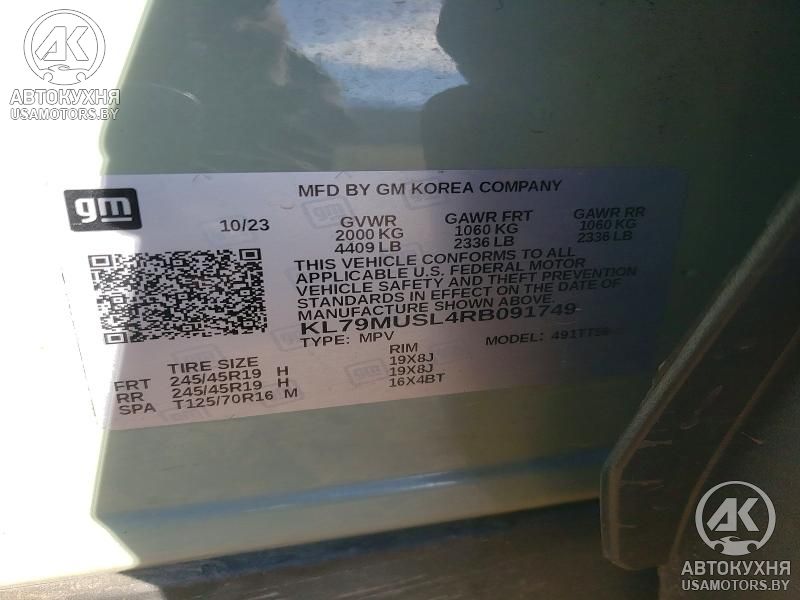 AK
АВТОКУХНЯ
USAMOTORS.BY
gm
MFD BY GM KOREA COMPANY
10/23
GVWR GAWR FRT GAWR RR
2000 KG 1060 KG 1060 KG
4409 LB 2336 LB 2336 LB
THIS VEHICLE CONFORMS TO ALL
APPLICABLE U.S. FEDERAL MOTOR
VEHICLE SAFETY AND THEFT PREVENTION
STANDARDS IN EFFECT ON THE DATE OF
MANUFACTURE SHOWN ABOVE.
KL79MUSL4RB091749
TYPE: MPV MODEL:
TIRE SIZE RIM
FRT 245/45R19 H 19X8J
RR 245/45R19 H 19X8J
SPA T125/70R16 M 16X4BT
AK
АВТОКУХНЯ
USAMOTORS.BY